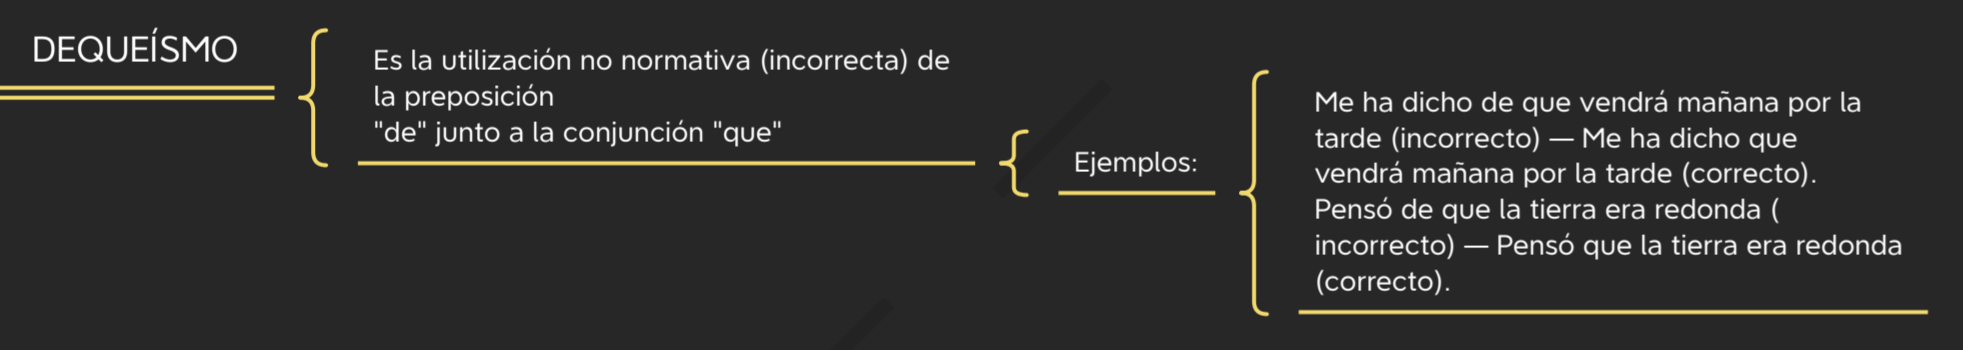 DEQUEÍSMO
Es la utilización no normativa (incorrecta) de
la preposición
"de" junto a la conjunción "que"
Ejemplos:
Me ha dicho de que vendrá mañana por la
tarde (incorrecto) — Me ha dicho que
vendrá mañana por la tarde (correcto).
Pensó de que la tierra era redonda (
incorrecto) — Pensó que la tierra era redonda
(correcto).